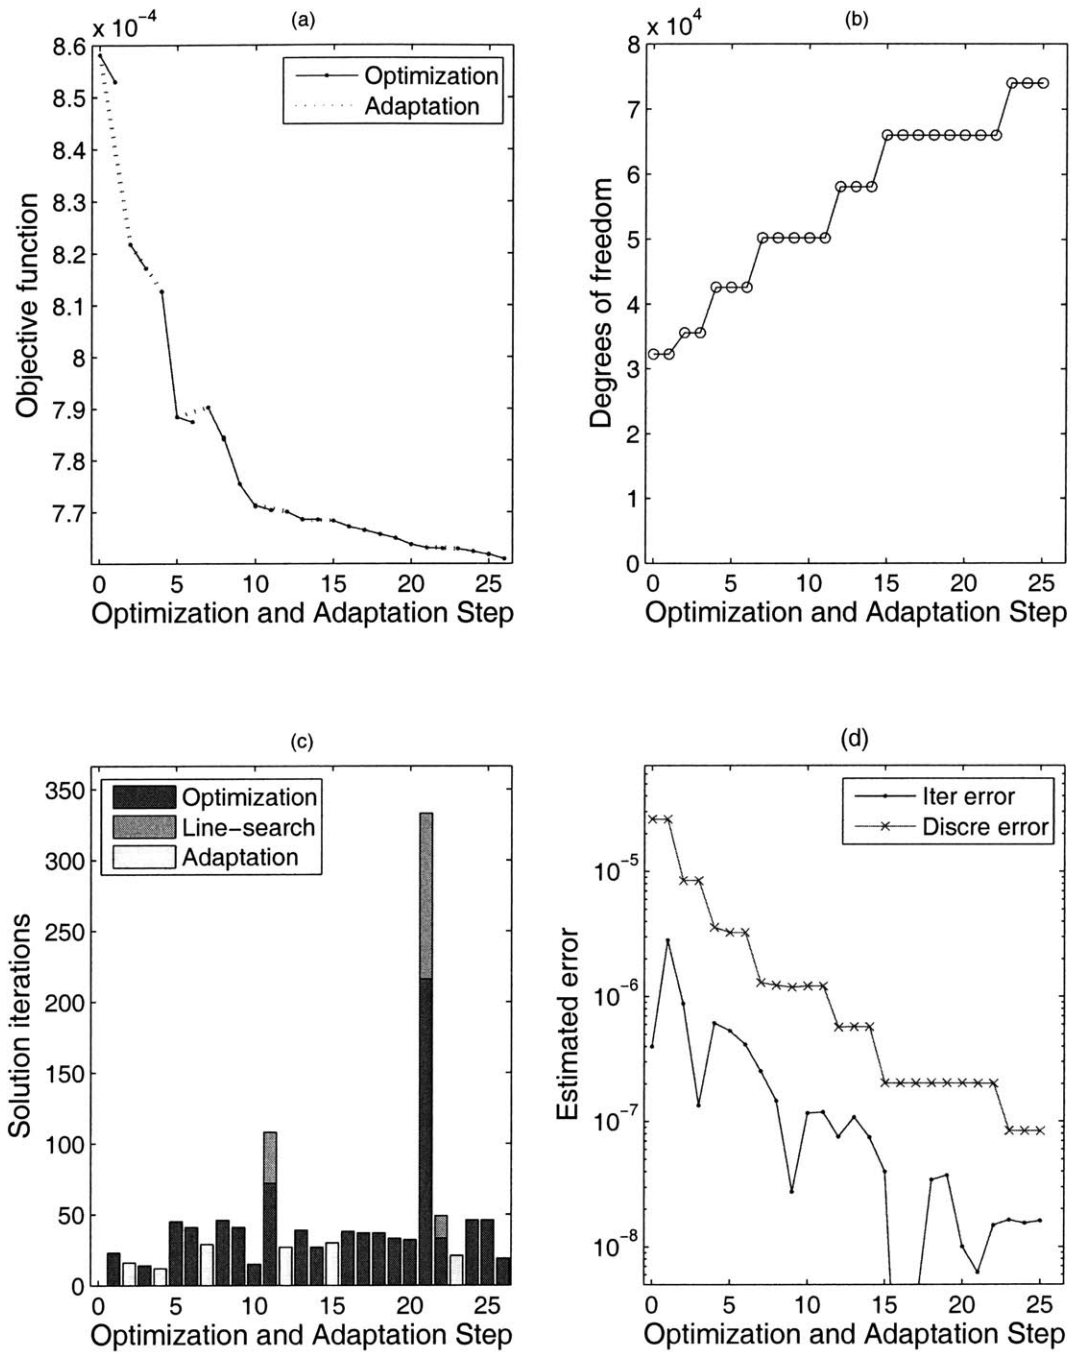 (a)
x 10⁻⁴
8.6
8.5
8.4
8.3
8.2
8.1
8
7.9
7.8
7.7
Objective function
Optimization
Adaptation
0 5 10 15 20 25
Optimization and Adaptation Step
(b)
x 10⁴
8
7
6
5
4
3
2
1
0
Degrees of freedom
0 5 10 15 20 25
Optimization and Adaptation Step
(c)
350
300
250
200
150
100
50
0
Solution iterations
Optimization
Line-search
Adaptation
0 5 10 15 20 25
Optimization and Adaptation Step
(d)
10⁻⁵
10⁻⁶
10⁻⁷
10⁻⁸
Estimated error
Iter error
Discre error
0 5 10 15 20 25
Optimization and Adaptation Step